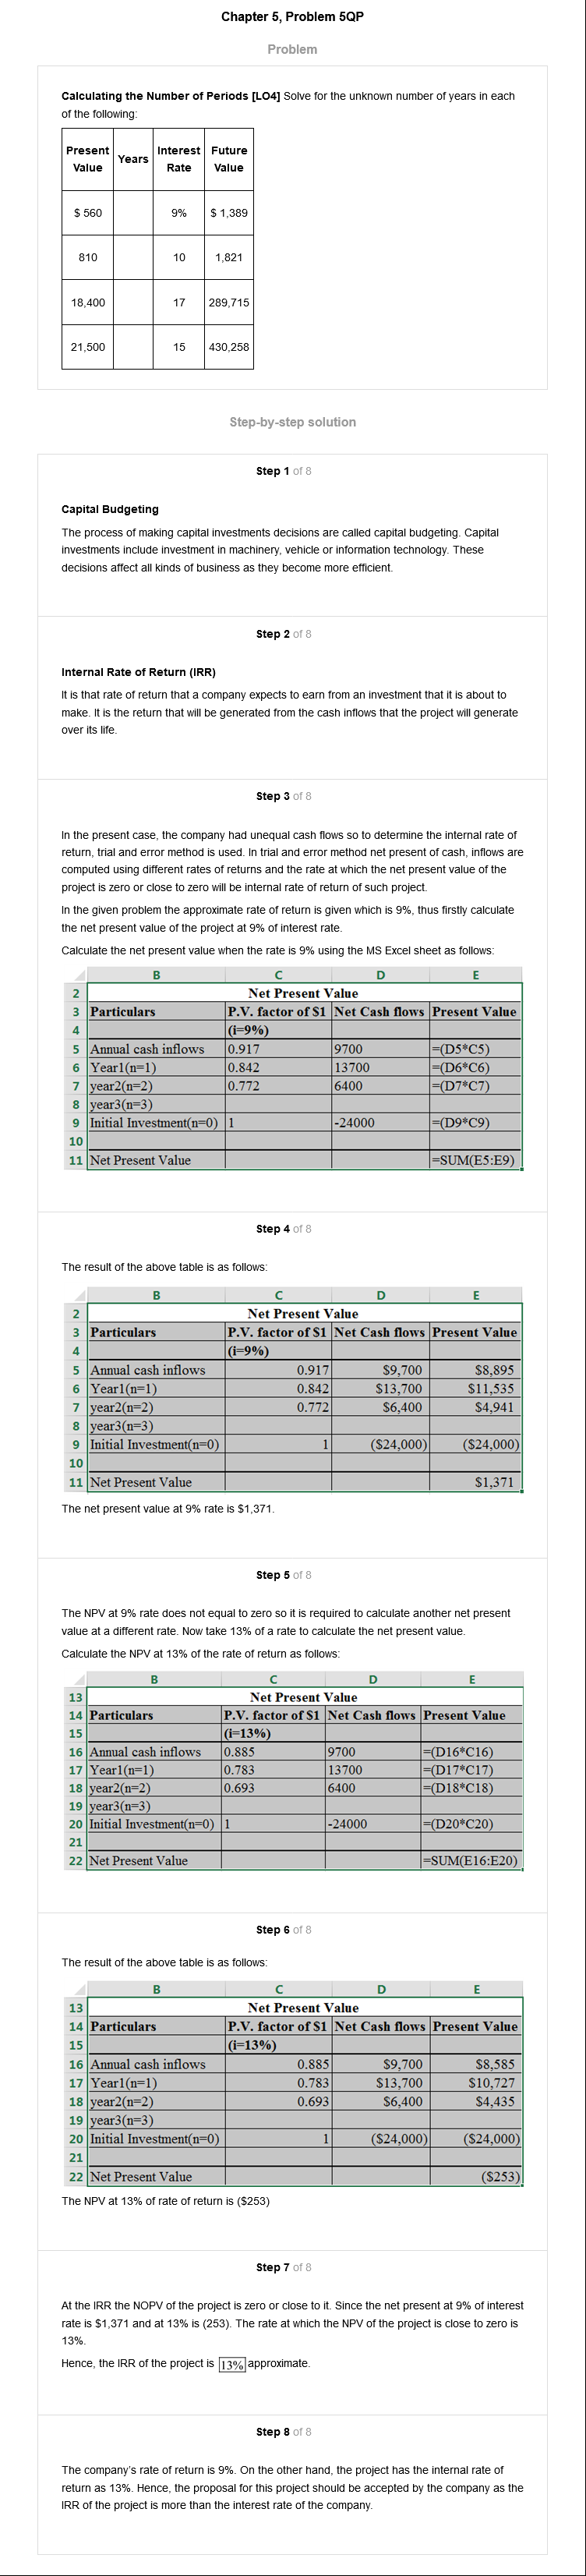 Chapter 5, Problem 5QP
Problem
Calculating the Number of Periods [LO4] Solve for the unknown number of years in each
of the following:
Present Value Years Interest Rate Future Value
$ 560 9% $ 1,389
810 10 1,821
18,400 17 289,715
21,500 15 430,258
Step-by-step solution
Step 1 of 8
Capital Budgeting
The process of making capital investments decisions are called capital budgeting. Capital
investments include investment in machinery, vehicle or information technology. These
decisions affect all kinds of business as they become more efficient.
Step 2 of 8
Internal Rate of Return (IRR)
It is that rate of return that a company expects to earn from an investment that it is about to
make. It is the return that will be generated from the cash inflows that the project will generate
over its life.
Step 3 of 8
In the present case, the company had unequal cash flows so to determine the internal rate of
return, trial and error method is used. In trial and error method net present of cash, inflows are
computed using different rates of returns and the rate at which the net present value of the
project is zero or close to zero will be internal rate of return of such project.
In the given problem the approximate rate of return is given which is 9%, thus firstly calculate
the net present value of the project at 9% of interest rate.
Calculate the net present value when the rate is 9% using the MS Excel sheet as follows:
B C D E
2 Net Present Value
3 Particulars P.V. factor of $1 Net Cash flows Present Value
4 (i=9%)
5 Annual cash inflows 0.917 9700 =(D5*C5)
6 Year1(n=1) 0.842 13700 =(D6*C6)
7 year2(n=2) 0.772 6400 =(D7*C7)
8 year3(n=3)
9 Initial Investment(n=0) 1 -24000 =(D9*C9)
10
11 Net Present Value =SUM(E5:E9)
Step 4 of 8
The result of the above table is as follows:
B C D E
2 Net Present Value
3 Particulars P.V. factor of $1 Net Cash flows Present Value
4 (i=9%)
5 Annual cash inflows 0.917 $9,700 $8,895
6 Year1(n=1) 0.842 $13,700 $11,535
7 year2(n=2) 0.772 $6,400 $4,941
8 year3(n=3)
9 Initial Investment(n=0) 1 ($24,000) ($24,000)
10
11 Net Present Value $1,371
The net present value at 9% rate is $1,371.
Step 5 of 8
The NPV at 9% rate does not equal to zero so it is required to calculate another net present
value at a different rate. Now take 13% of a rate to calculate the net present value.
Calculate the NPV at 13% of the rate of return as follows:
B C D E
13 Net Present Value
14 Particulars P.V. factor of $1 Net Cash flows Present Value
15 (i=13%)
16 Annual cash inflows 0.885 9700 =(D16*C16)
17 Year1(n=1) 0.783 13700 =(D17*C17)
18 year2(n=2) 0.693 6400 =(D18*C18)
19 year3(n=3)
20 Initial Investment(n=0) 1 -24000 =(D20*C20)
21
22 Net Present Value =SUM(E16:E20)
Step 6 of 8
The result of the above table is as follows:
B C D E
13 Net Present Value
14 Particulars P.V. factor of $1 Net Cash flows Present Value
15 (i=13%)
16 Annual cash inflows 0.885 $9,700 $8,585
17 Year1(n=1) 0.783 $13,700 $10,727
18 year2(n=2) 0.693 $6,400 $4,435
19 year3(n=3)
20 Initial Investment(n=0) 1 ($24,000) ($24,000)
21
22 Net Present Value ($253)
The NPV at 13% of rate of return is ($253)
Step 7 of 8
At the IRR the NOPV of the project is zero or close to it. Since the net present at 9% of interest
rate is $1,371 and at 13% is (253). The rate at which the NPV of the project is close to zero is
13%.
Hence, the IRR of the project is 13% approximate.
Step 8 of 8
The company's rate of return is 9%. On the other hand, the project has the internal rate of
return as 13%. Hence, the proposal for this project should be accepted by the company as the
IRR of the project is more than the interest rate of the company.